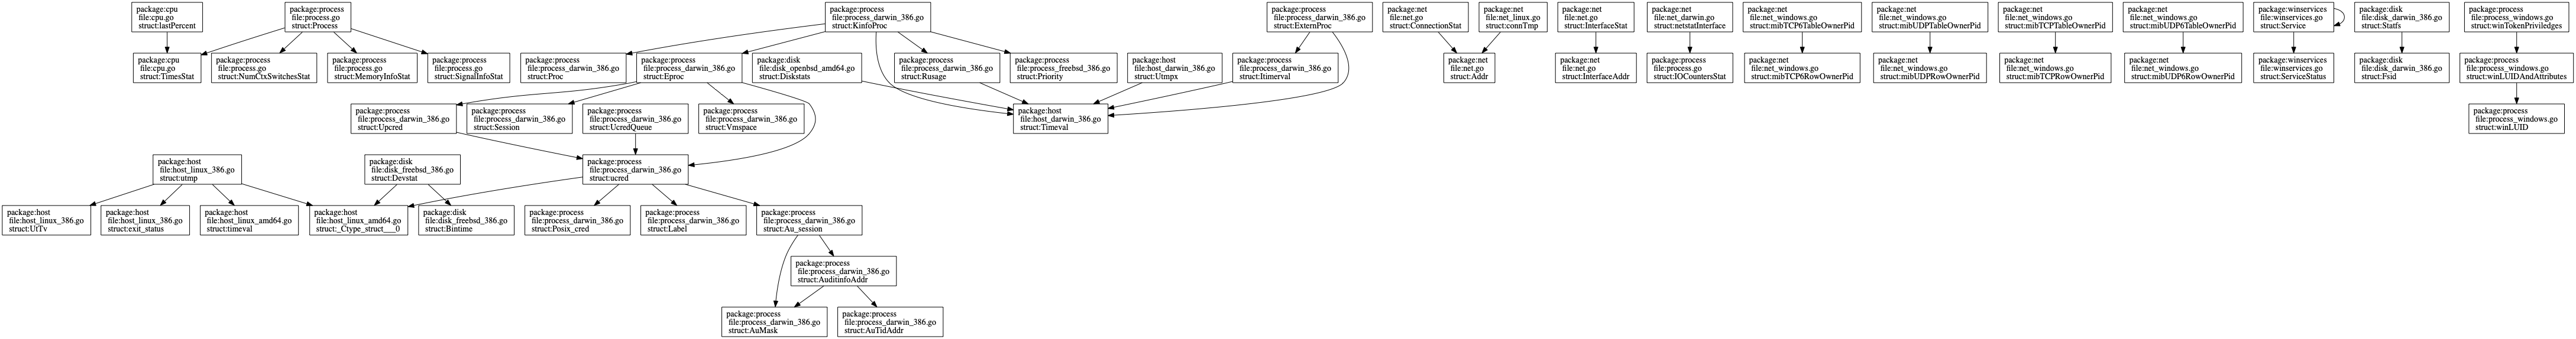 package:cpu
file:cpu.go
struct:lastPercent
package:process
file:process.go
struct:Process
package:process
file:process_darwin_386.go
struct:KinfoProc
package:process
file:process_darwin_386.go
struct:ExternProc
package:net
file:net.go
struct:ConnectionStat
package:net
file:net_linux.go
struct:connTmp
package:net
file:net.go
struct:InterfaceStat
package:net
file:net_darwin.go
struct:netstatInterface
package:net
file:net_windows.go
struct:mibTCP6TableOwnerPid
package:net
file:net_windows.go
struct:mibUDPTableOwnerPid
package:net
file:net_windows.go
struct:mibTCPTableOwnerPid
package:net
file:net_windows.go
struct:mibUDP6TableOwnerPid
package:winservices
file:winservices.go
struct:Service
package:disk
file:disk_darwin_386.go
struct:Statfs
package:process
file:process_windows.go
struct:winTokenPriviledges
package:cpu
file:cpu.go
struct:TimesStat
package:process
file:process.go
struct:NumCtxSwitchesStat
package:process
file:process.go
struct:MemoryInfoStat
package:process
file:process.go
struct:SignalInfoStat
package:process
file:process_darwin_386.go
struct:Proc
package:process
file:process_darwin_386.go
struct:Eproc
package:disk
file:disk_openbsd_amd64.go
struct:Diskstats
package:process
file:process_darwin_386.go
struct:Rusage
package:process
file:process_freebsd_386.go
struct:Priority
package:host
file:host_darwin_386.go
struct:Utmpx
package:process
file:process_darwin_386.go
struct:Itimerval
package:net
file:net.go
struct:Addr
package:net
file:net.go
struct:InterfaceAddr
package:process
file:process.go
struct:IOCountersStat
package:net
file:net_windows.go
struct:mibTCP6RowOwnerPid
package:net
file:net_windows.go
struct:mibUDPRowOwnerPid
package:net
file:net_windows.go
struct:mibTCPRowOwnerPid
package:net
file:net_windows.go
struct:mibUDP6RowOwnerPid
package:winservices
file:winservices.go
struct:ServiceStatus
package:disk
file:disk_darwin_386.go
struct:Fsid
package:process
file:process_windows.go
struct:winLUIDAndAttributes
package:process
file:process_darwin_386.go
struct:Upcred
package:process
file:process_darwin_386.go
struct:Session
package:process
file:process_darwin_386.go
struct:UcredQueue
package:process
file:process_darwin_386.go
struct:Vmspace
package:host
file:host_darwin_386.go
struct:Timeval
package:process
file:process_windows.go
struct:winLUID
package:host
file:host_linux_386.go
struct:utmp
package:disk
file:disk_freebsd_386.go
struct:Devstat
package:process
file:process_darwin_386.go
struct:ucred
package:host
file:host_linux_386.go
struct:UtTv
package:host
file:host_linux_386.go
struct:exit_status
package:host
file:host_linux_amd64.go
struct:timeval
package:host
file:host_linux_amd64.go
struct:_Ctype_struct___0
package:disk
file:disk_freebsd_386.go
struct:Bintime
package:process
file:process_darwin_386.go
struct:Posix_cred
package:process
file:process_darwin_386.go
struct:Label
package:process
file:process_darwin_386.go
struct:Au_session
package:process
file:process_darwin_386.go
struct:AuditinfoAddr
package:process
file:process_darwin_386.go
struct:AuMask
package:process
file:process_darwin_386.go
struct:AuTidAddr